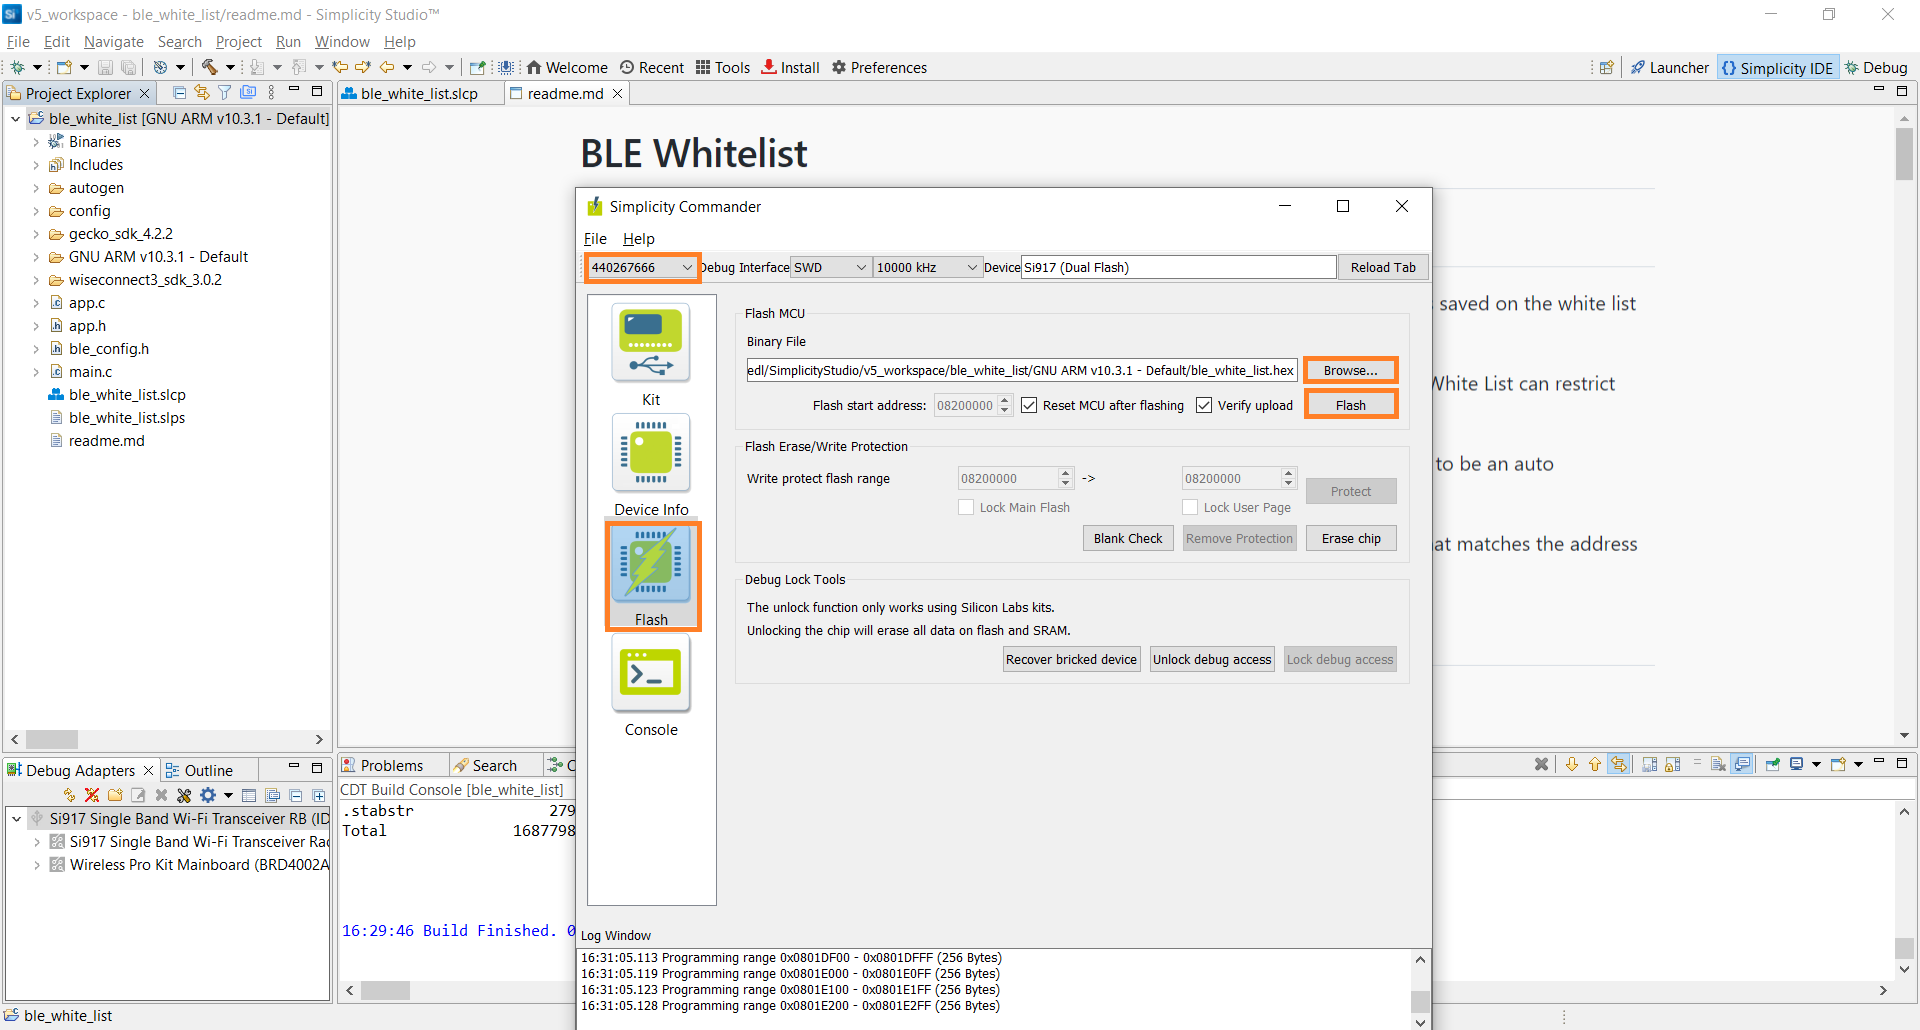 v5_workspace - ble_white_list/readme.md - Simplicity Studio™
File Edit Navigate Search Project Run Window Help
Welcome Recent Tools Install Preferences
Launcher Simplicity IDE Debug
Project Explorer
ble_white_list.slcp readme.md
ble_white_list [GNU ARM v10.3.1 - Default]
Binaries
Includes
autogen
config
gecko_sdk_4.2.2
GNU ARM v10.3.1 - Default
wiseconnect3_sdk_3.0.2
app.c
app.h
ble_config.h
main.c
ble_white_list.slcp
ble_white_list.slps
readme.md
BLE Whitelist
saved on the white list
White List can restrict
to be an auto
at matches the address
Simplicity Commander
File Help
440267666 Debug Interface SWD 10000 kHz Device Si917 (Dual Flash) Reload Tab
Kit
Device Info
Flash
Console
Flash MCU
Binary File
edl/SimplicityStudio/v5_workspace/ble_white_list/GNU ARM v10.3.1 - Default/ble_white_list.hex Browse...
Flash start address: 08200000 Reset MCU after flashing Verify upload Flash
Flash Erase/Write Protection
Write protect flash range 08200000 -> 08200000 Protect
Lock Main Flash Lock User Page
Blank Check Remove Protection Erase chip
Debug Lock Tools
The unlock function only works using Silicon Labs kits.
Unlocking the chip will erase all data on flash and SRAM.
Recover bricked device Unlock debug access Lock debug access
Log Window
16:31:05.113 Programming range 0x0801DF00 - 0x0801DFFF (256 Bytes)
16:31:05.119 Programming range 0x0801E000 - 0x0801E0FF (256 Bytes)
16:31:05.123 Programming range 0x0801E100 - 0x0801E1FF (256 Bytes)
16:31:05.128 Programming range 0x0801E200 - 0x0801E2FF (256 Bytes)
Debug Adapters Outline
Si917 Single Band Wi-Fi Transceiver RB (ID
Si917 Single Band Wi-Fi Transceiver Rac
Wireless Pro Kit Mainboard (BRD4002A
Problems Search C
CDT Build Console [ble_white_list]
.stabstr 279
Total 1687798
16:29:46 Build Finished. 0
ble_white_list